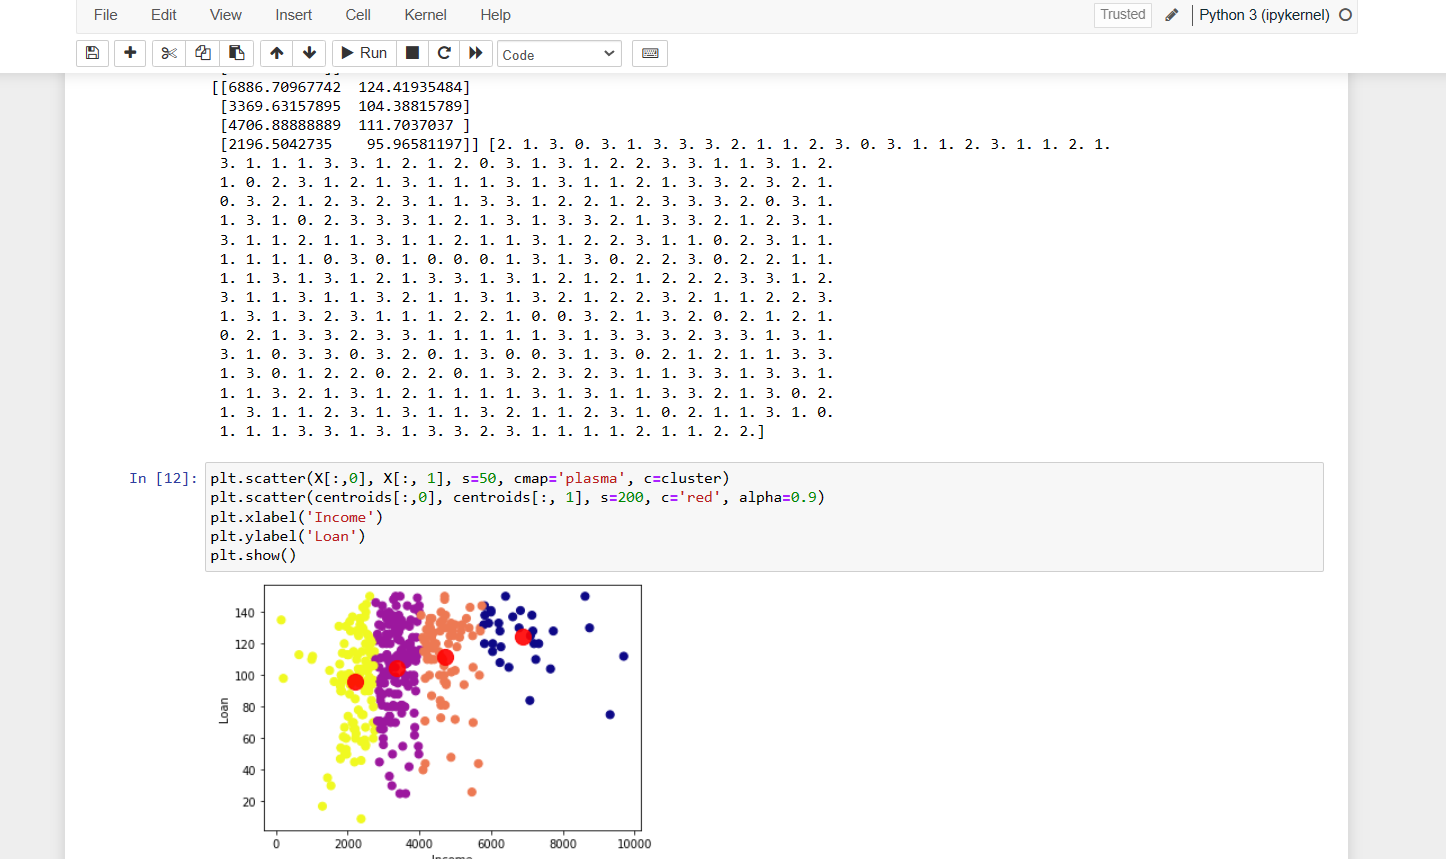 File Edit View Insert Cell Kernel Help Trusted Python 3 (ipykernel)
Run Code
[[6886.70967742 124.41935484]
[3369.63157895 104.38815789]
[4706.88888889 111.7037037 ]
[2196.5042735 95.96581197]] [2. 1. 3. 0. 3. 1. 3. 3. 3. 2. 1. 1. 2. 3. 0. 3. 1. 1. 2. 3. 1. 1. 2. 1.
3. 1. 1. 1. 3. 3. 1. 2. 1. 2. 0. 3. 1. 3. 1. 2. 2. 3. 3. 1. 1. 3. 1. 2.
1. 0. 2. 3. 1. 2. 1. 3. 1. 1. 1. 3. 1. 3. 1. 1. 2. 1. 3. 3. 2. 3. 2. 1.
0. 3. 2. 1. 2. 3. 2. 3. 1. 1. 3. 3. 1. 2. 2. 1. 2. 3. 3. 3. 2. 0. 3. 1.
1. 3. 1. 0. 2. 3. 3. 3. 1. 2. 1. 3. 1. 3. 3. 2. 1. 3. 3. 2. 1. 2. 3. 1.
3. 1. 1. 2. 1. 1. 3. 1. 1. 2. 1. 1. 3. 1. 2. 2. 3. 1. 1. 0. 2. 3. 1. 1.
1. 1. 1. 1. 0. 3. 0. 1. 0. 0. 0. 1. 3. 1. 3. 0. 2. 2. 3. 0. 2. 2. 1. 1.
1. 1. 3. 1. 3. 1. 2. 1. 3. 3. 1. 3. 1. 2. 1. 2. 1. 2. 2. 2. 3. 3. 1. 2.
3. 1. 1. 3. 1. 1. 3. 2. 1. 1. 3. 1. 3. 2. 1. 2. 2. 3. 2. 1. 1. 2. 2. 3.
1. 3. 1. 3. 2. 3. 1. 1. 1. 2. 2. 1. 0. 0. 3. 2. 1. 3. 2. 0. 2. 1. 2. 1.
0. 2. 1. 3. 3. 2. 3. 3. 1. 1. 1. 1. 1. 3. 1. 3. 3. 3. 2. 3. 3. 1. 3. 1.
3. 1. 0. 3. 3. 0. 3. 2. 0. 1. 3. 0. 0. 3. 1. 3. 0. 2. 1. 2. 1. 1. 3. 3.
1. 3. 0. 1. 2. 2. 0. 2. 2. 0. 1. 3. 2. 3. 2. 3. 1. 1. 3. 3. 1. 3. 3. 1.
1. 1. 3. 2. 1. 3. 1. 2. 1. 1. 1. 1. 3. 1. 3. 1. 1. 3. 3. 2. 1. 3. 0. 2.
1. 3. 1. 1. 2. 3. 1. 3. 1. 1. 3. 2. 1. 1. 2. 3. 1. 0. 2. 1. 1. 3. 1. 0.
1. 1. 1. 3. 3. 1. 3. 1. 3. 3. 2. 3. 1. 1. 1. 1. 2. 1. 1. 2. 2.]
In [12]: plt.scatter(X[:,0], X[:, 1], s=50, cmap='plasma', c=cluster)
plt.scatter(centroids[:,0], centroids[:, 1], s=200, c='red', alpha=0.9)
plt.xlabel('Income')
plt.ylabel('Loan')
plt.show()
140
120
100
80
60
40
20
Loan
0 2000 4000 6000 8000 10000